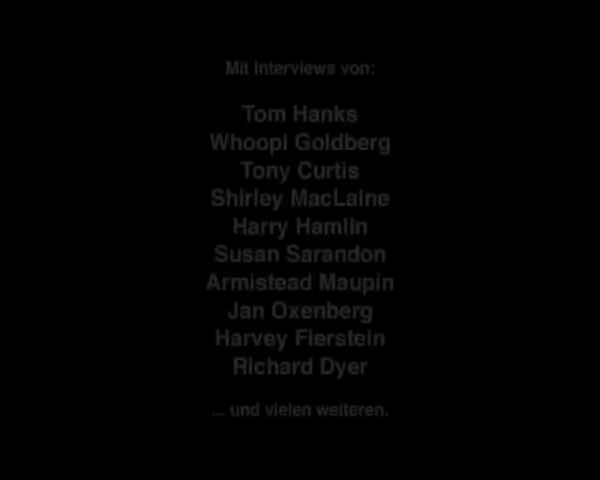 Mit Interviews von:
Tom Hanks
Whoopi Goldberg
Tony Curtis
Shirley MacLaine
Harry Hamlin
Susan Sarandon
Armistead Maupin
Jan Oxenberg
Harvey Fierstein
Richard Dyer
... und vielen weiteren.